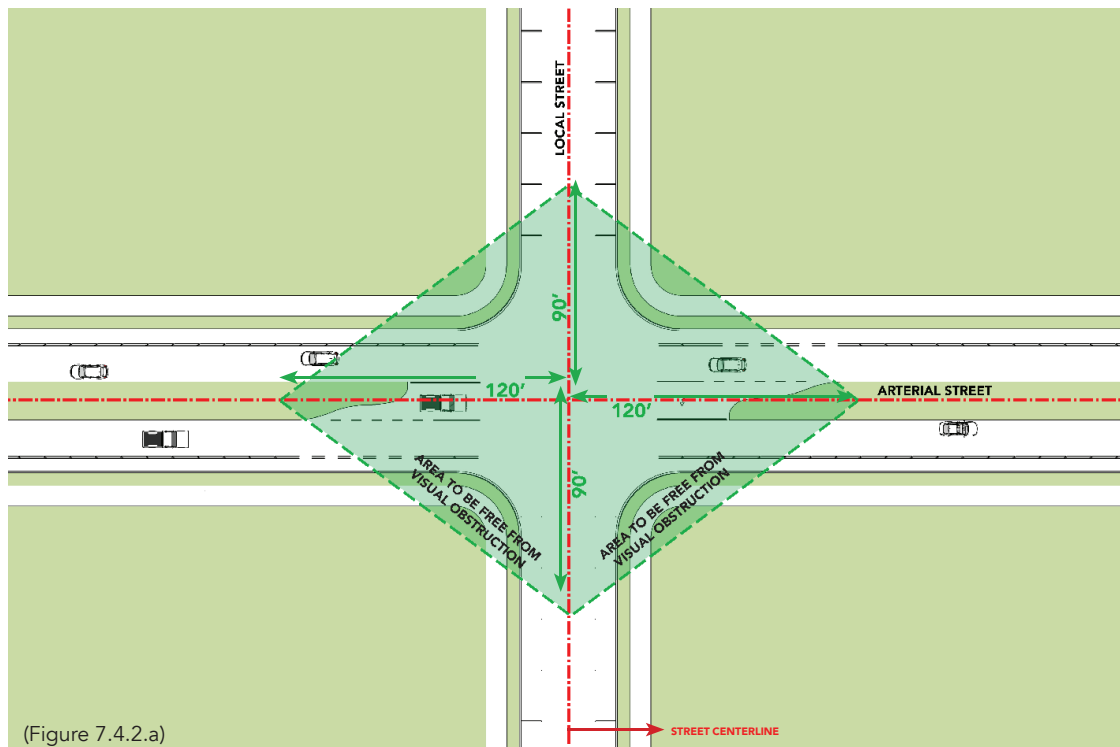 LOCAL STREET
90’
120’
120’
ARTERIAL STREET
90’
AREA TO BE FREE FROM
VISUAL OBSTRUCTION
AREA TO BE FREE FROM
VISUAL OBSTRUCTION
(Figure 7.4.2.a)
STREET CENTERLINE